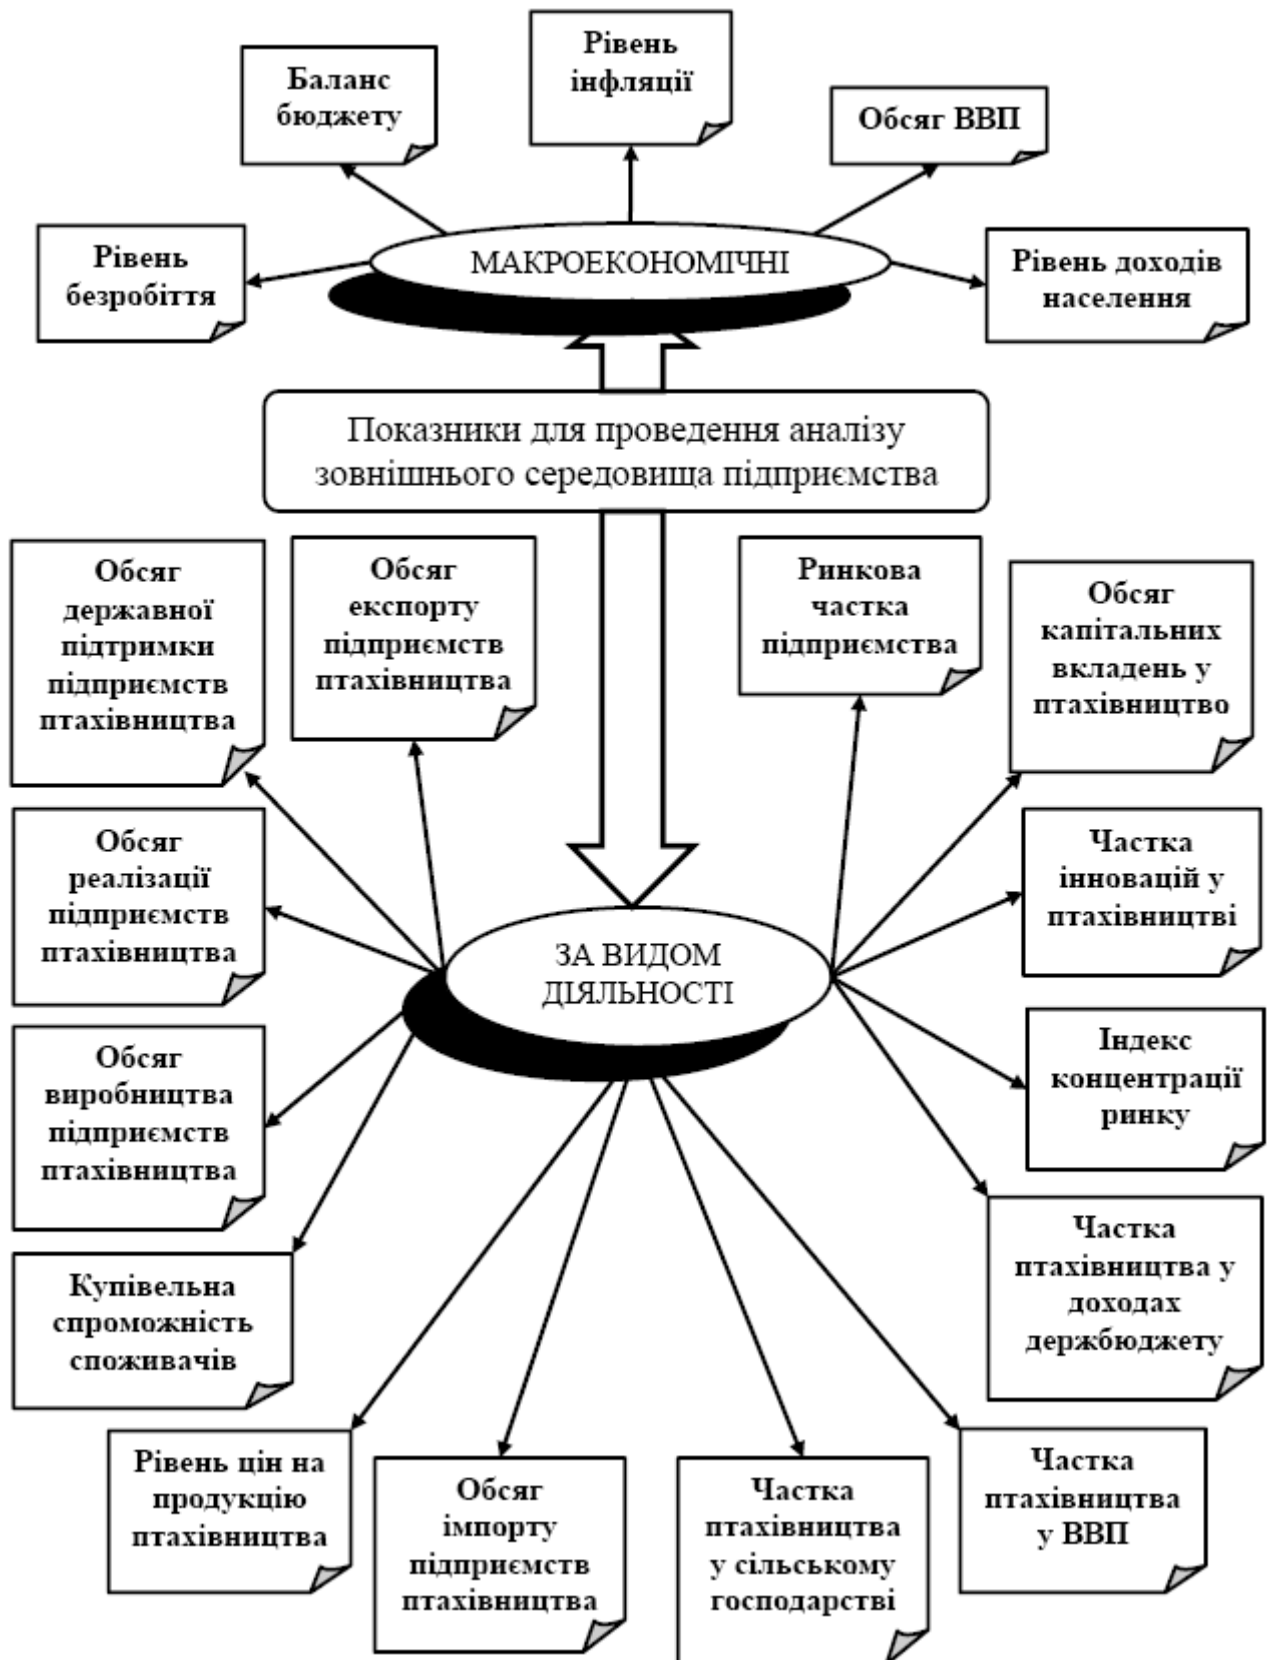 Рівень
інфляції
Баланс
бюджету
Обсяг ВВП
Рівень
безробіття
МАКРОЕКОНОМІЧНІ
Рівень доходів
населення
Показники для проведення аналізу
зовнішнього середовища підприємства
Обсяг
державної
підтримки
підприємств
птахівництва
Обсяг
експорту
підприємств
птахівництва
Ринкова
частка
підприємства
Обсяг
капітальних
вкладень у
птахівництво
Обсяг
реалізації
підприємств
птахівництва
Частка
інновацій у
птахівництві
ЗА ВИДОМ
ДІЯЛЬНОСТІ
Обсяг
виробництва
підприємств
птахівництва
Індекс
концентрації
ринку
Купівельна
спроможність
споживачів
Частка
птахівництва у
доходах
держбюджету
Рівень цін на
продукцію
птахівництва
Обсяг
імпорту
підприємств
птахівництва
Частка
птахівництва
у сільському
господарстві
Частка
птахівництва
у ВВП